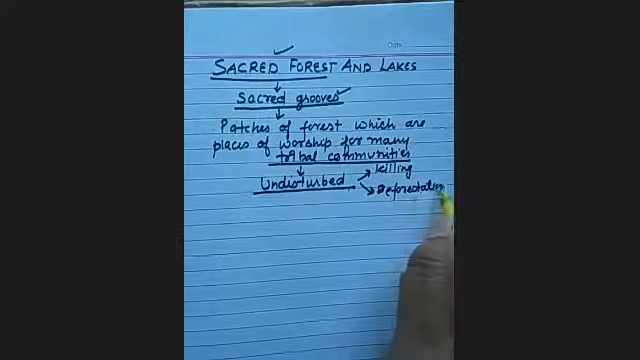 Date
SACRED FOREST AND LAKES
Sacred grooves
Patches of forest which are
places of worship for many
tribal communities
Undisturbed
killing
Deforestation